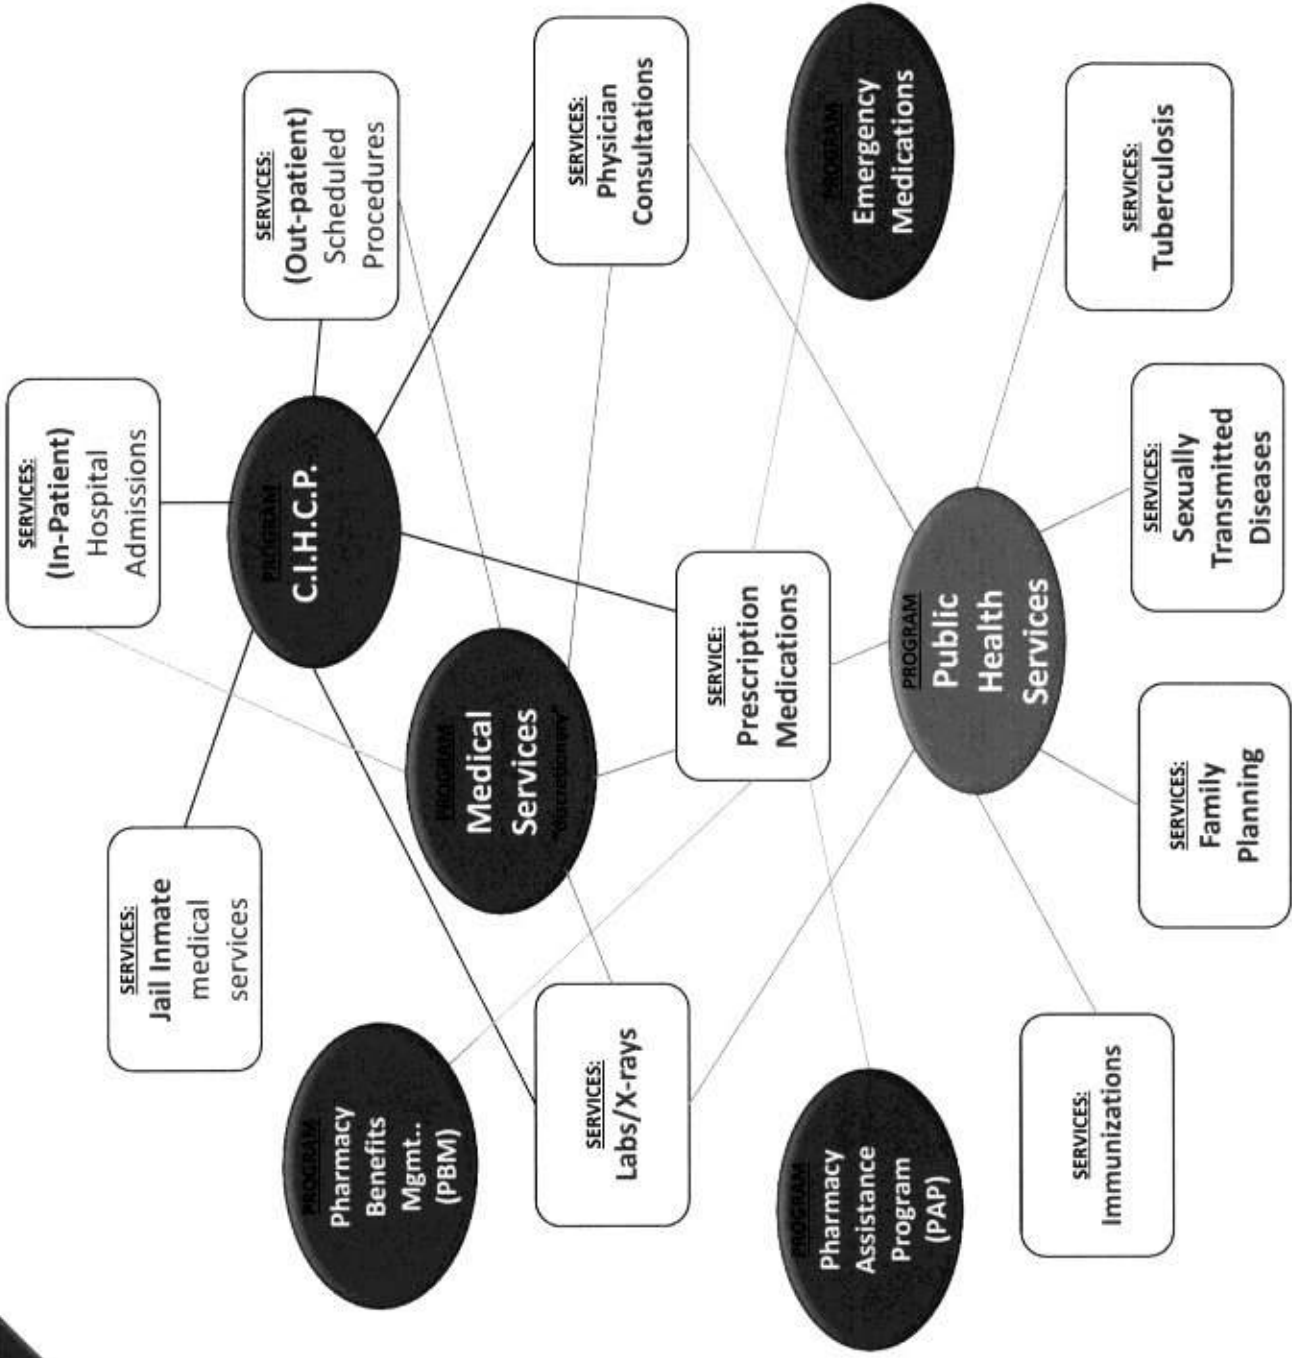 SERVICES:
(In-Patient)
Hospital
Admissions
SERVICES:
Jail Inmate
medical
services
PROGRAM
C.I.H.C.P.
SERVICES:
(Out-patient)
Scheduled
Procedures
PROGRAM
Pharmacy
Benefits
Mgmt..
(PBM)
PROGRAM
Medical
Services
"discretionary"
SERVICES:
Labs/X-rays
SERVICES:
Physician
Consultations
SERVICE:
Prescription
Medications
PROGRAM
Pharmacy
Assistance
Program
(PAP)
PROGRAM
Emergency
Medications
PROGRAM
Public
Health
Services
SERVICES:
Immunizations
SERVICES:
Family
Planning
SERVICES:
Sexually
Transmitted
Diseases
SERVICES:
Tuberculosis